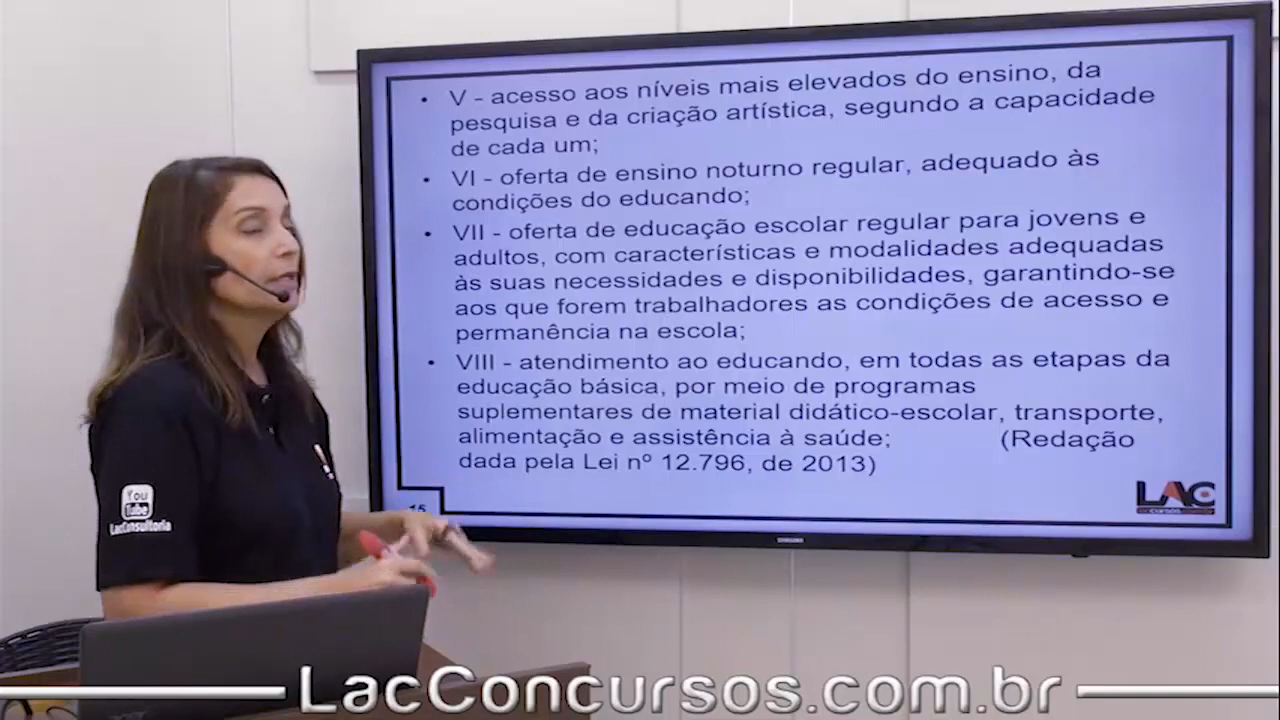 • V - acesso aos níveis mais elevados do ensino, da
pesquisa e da criação artística, segundo a capacidade
de cada um;
• VI - oferta de ensino noturno regular, adequado às
condições do educando;
• VII - oferta de educação escolar regular para jovens e
adultos, com características e modalidades adequadas
às suas necessidades e disponibilidades, garantindo-se
aos que forem trabalhadores as condições de acesso e
permanência na escola;
• VIII - atendimento ao educando, em todas as etapas da
educação básica, por meio de programas
suplementares de material didático-escolar, transporte,
alimentação e assistência à saúde; (Redação
dada pela Lei nº 12.796, de 2013)
15
LAC
CURSOS
SAMSUNG
You
Tube
LacConsultoria
LacConcursos.com.br